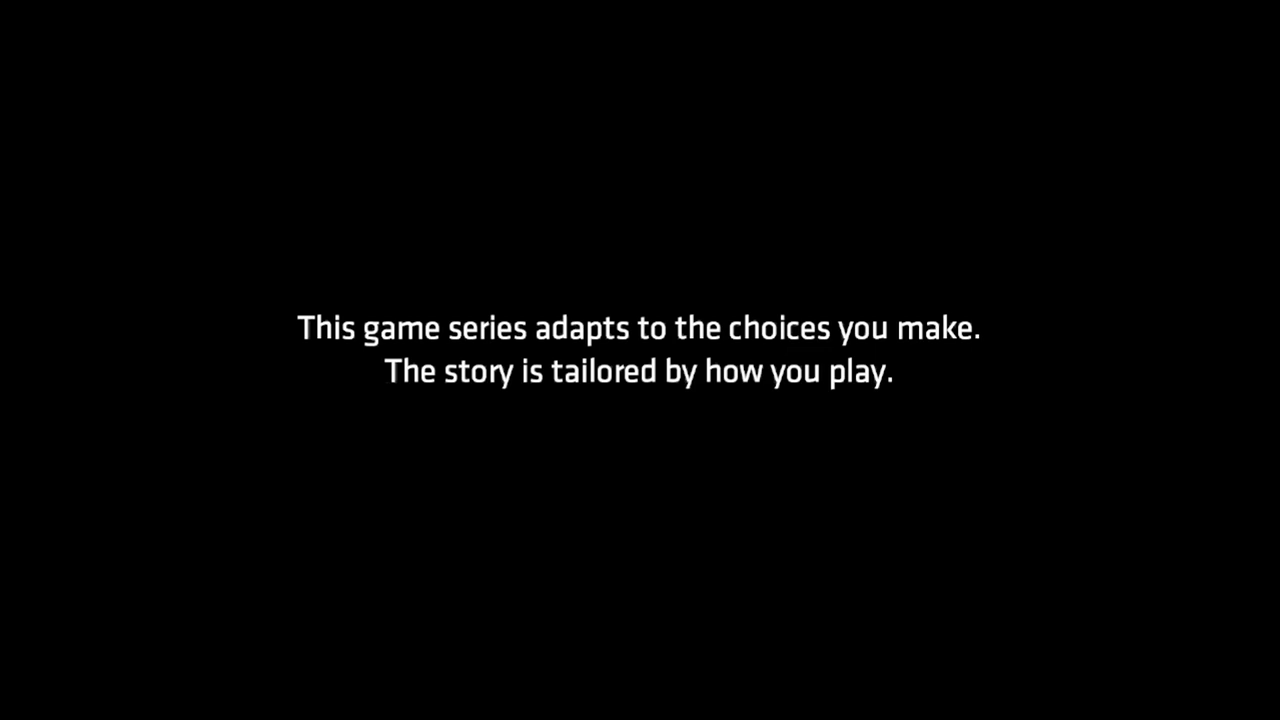 This game series adapts to the choices you make.
The story is tailored by how you play.